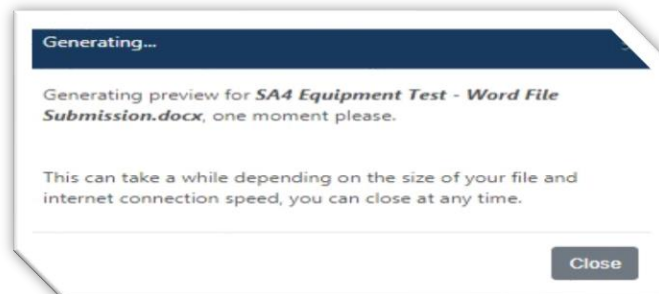 Generating...
Generating preview for SA4 Equipment Test - Word File
Submission.docx, one moment please.
This can take a while depending on the size of your file and
internet connection speed, you can close at any time.
Close